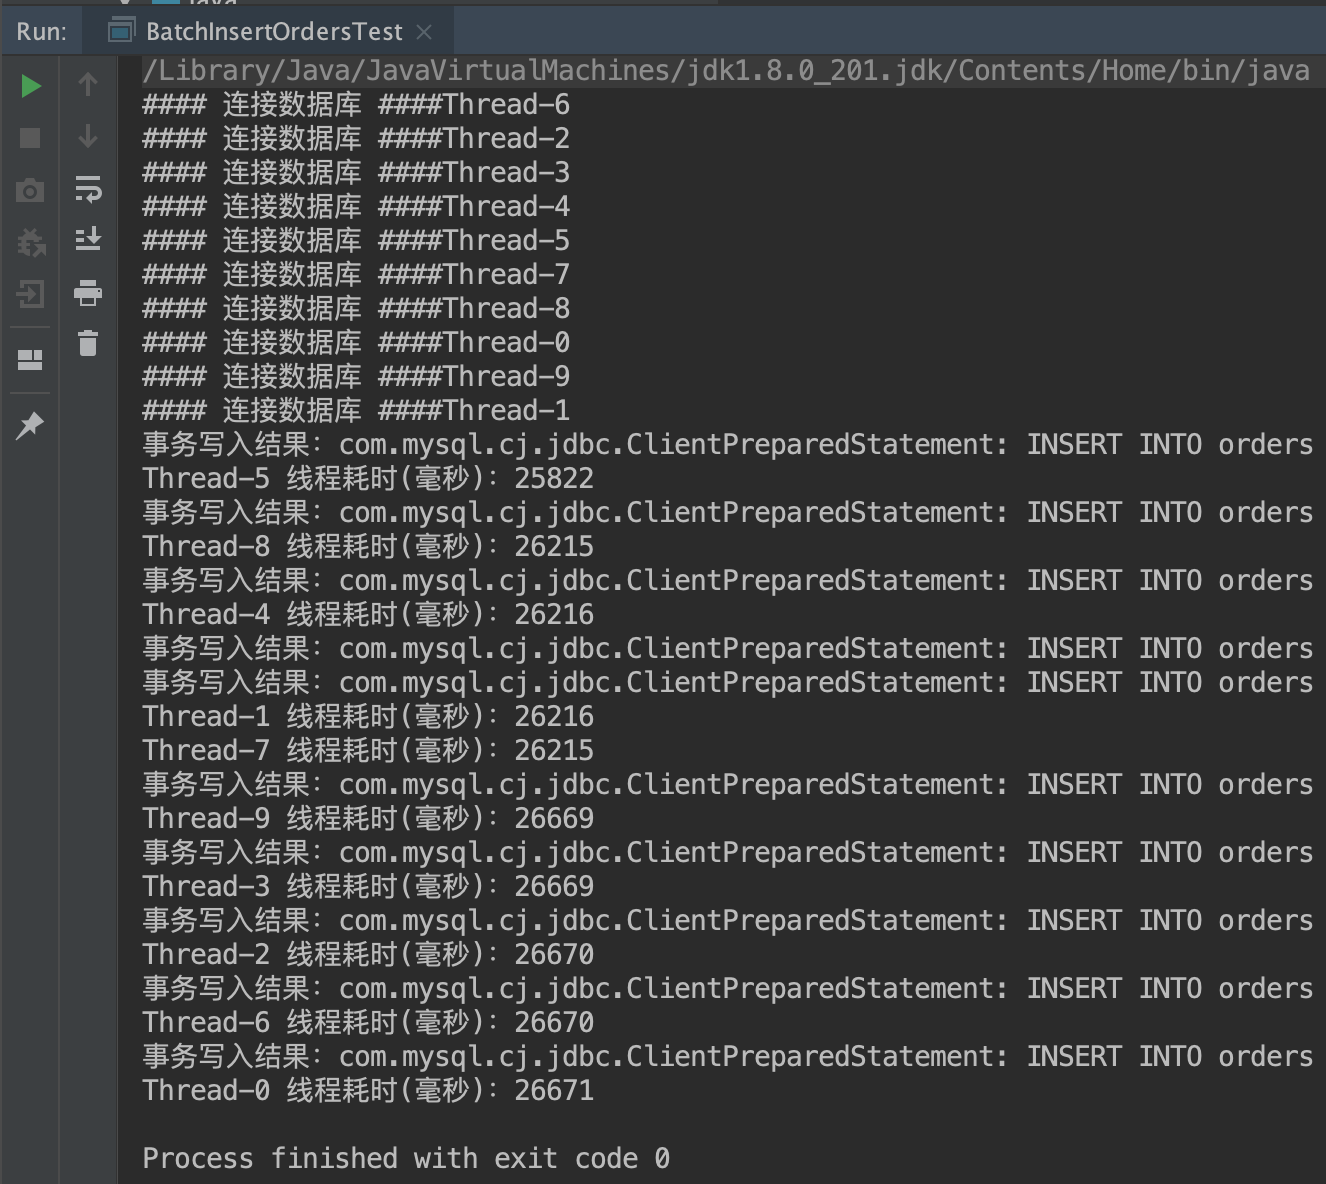 Java
Run: BatchInsertOrdersTest
/Library/Java/JavaVirtualMachines/jdk1.8.0_201.jdk/Contents/Home/bin/java
#### 连接数据库 ####Thread-6
#### 连接数据库 ####Thread-2
#### 连接数据库 ####Thread-3
#### 连接数据库 ####Thread-4
#### 连接数据库 ####Thread-5
#### 连接数据库 ####Thread-7
#### 连接数据库 ####Thread-8
#### 连接数据库 ####Thread-0
#### 连接数据库 ####Thread-9
#### 连接数据库 ####Thread-1
事务写入结果：com.mysql.cj.jdbc.ClientPreparedStatement: INSERT INTO orders
Thread-5 线程耗时(毫秒)：25822
事务写入结果：com.mysql.cj.jdbc.ClientPreparedStatement: INSERT INTO orders
Thread-8 线程耗时(毫秒)：26215
事务写入结果：com.mysql.cj.jdbc.ClientPreparedStatement: INSERT INTO orders
Thread-4 线程耗时(毫秒)：26216
事务写入结果：com.mysql.cj.jdbc.ClientPreparedStatement: INSERT INTO orders
事务写入结果：com.mysql.cj.jdbc.ClientPreparedStatement: INSERT INTO orders
Thread-1 线程耗时(毫秒)：26216
Thread-7 线程耗时(毫秒)：26215
事务写入结果：com.mysql.cj.jdbc.ClientPreparedStatement: INSERT INTO orders
Thread-9 线程耗时(毫秒)：26669
事务写入结果：com.mysql.cj.jdbc.ClientPreparedStatement: INSERT INTO orders
Thread-3 线程耗时(毫秒)：26669
事务写入结果：com.mysql.cj.jdbc.ClientPreparedStatement: INSERT INTO orders
Thread-2 线程耗时(毫秒)：26670
事务写入结果：com.mysql.cj.jdbc.ClientPreparedStatement: INSERT INTO orders
Thread-6 线程耗时(毫秒)：26670
事务写入结果：com.mysql.cj.jdbc.ClientPreparedStatement: INSERT INTO orders
Thread-0 线程耗时(毫秒)：26671
Process finished with exit code 0